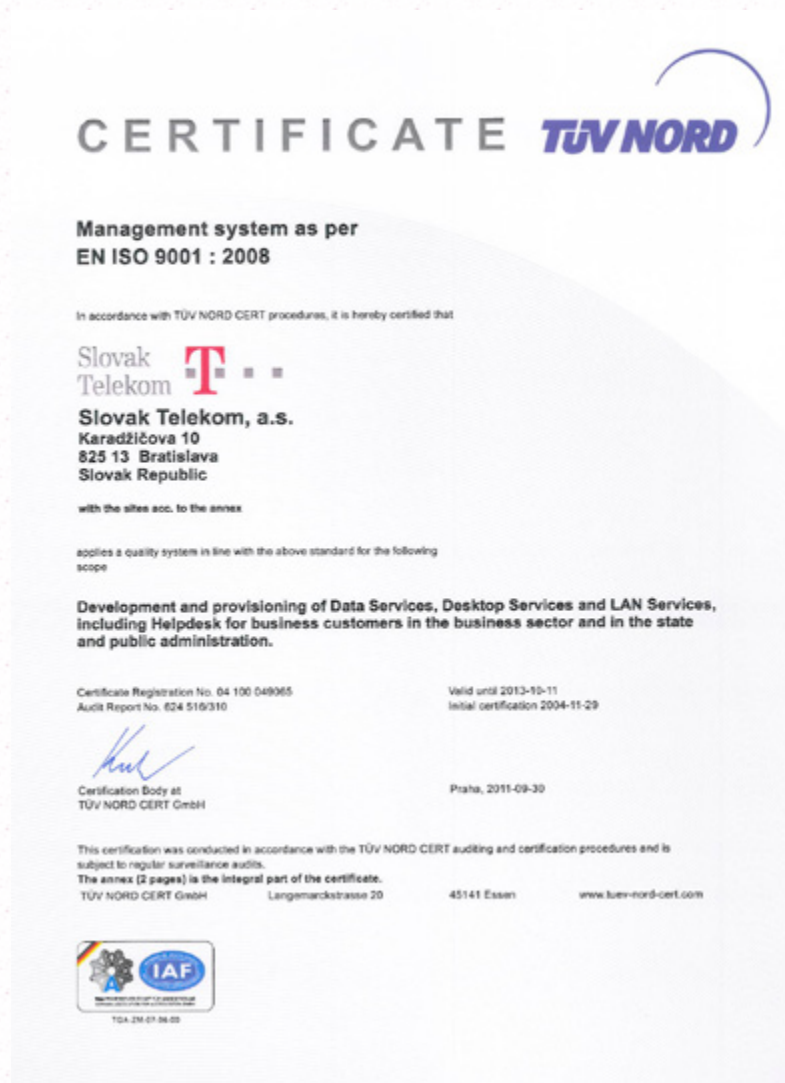 CERTIFICATE TÜV NORD
Management system as per
EN ISO 9001 : 2008
In accordance with TÜV NORD CERT procedures, it is hereby certified that
Slovak
Telekom
T
Slovak Telekom, a.s.
Karadžičova 10
825 13 Bratislava
Slovak Republic
with the sites acc. to the annex
applies a quality system in line with the above standard for the following
scope
Development and provisioning of Data Services, Desktop Services and LAN Services,
including Helpdesk for business customers in the business sector and in the state
and public administration.
Certificate Registration No. 04 100 049065
Audit Report No. 624 516/310
Valid until 2013-10-11
Initial certification 2004-11-29
Certification Body at
TÜV NORD CERT GmbH
Praha, 2011-09-30
This certification was conducted in accordance with the TÜV NORD CERT auditing and certification procedures and is
subject to regular surveillance audits.
The annex (2 pages) is the integral part of the certificate.
TÜV NORD CERT GmbH Langemarckstrasse 20 45141 Essen www.tuev-nord-cert.com
IAF